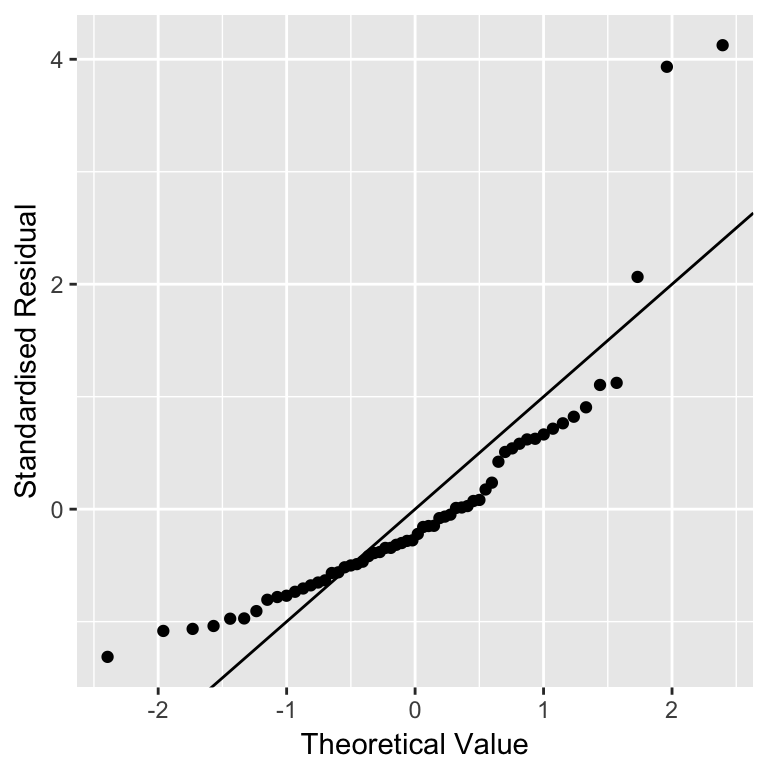 4
2
0
Standardised Residual
-2 -1 0 1 2
Theoretical Value